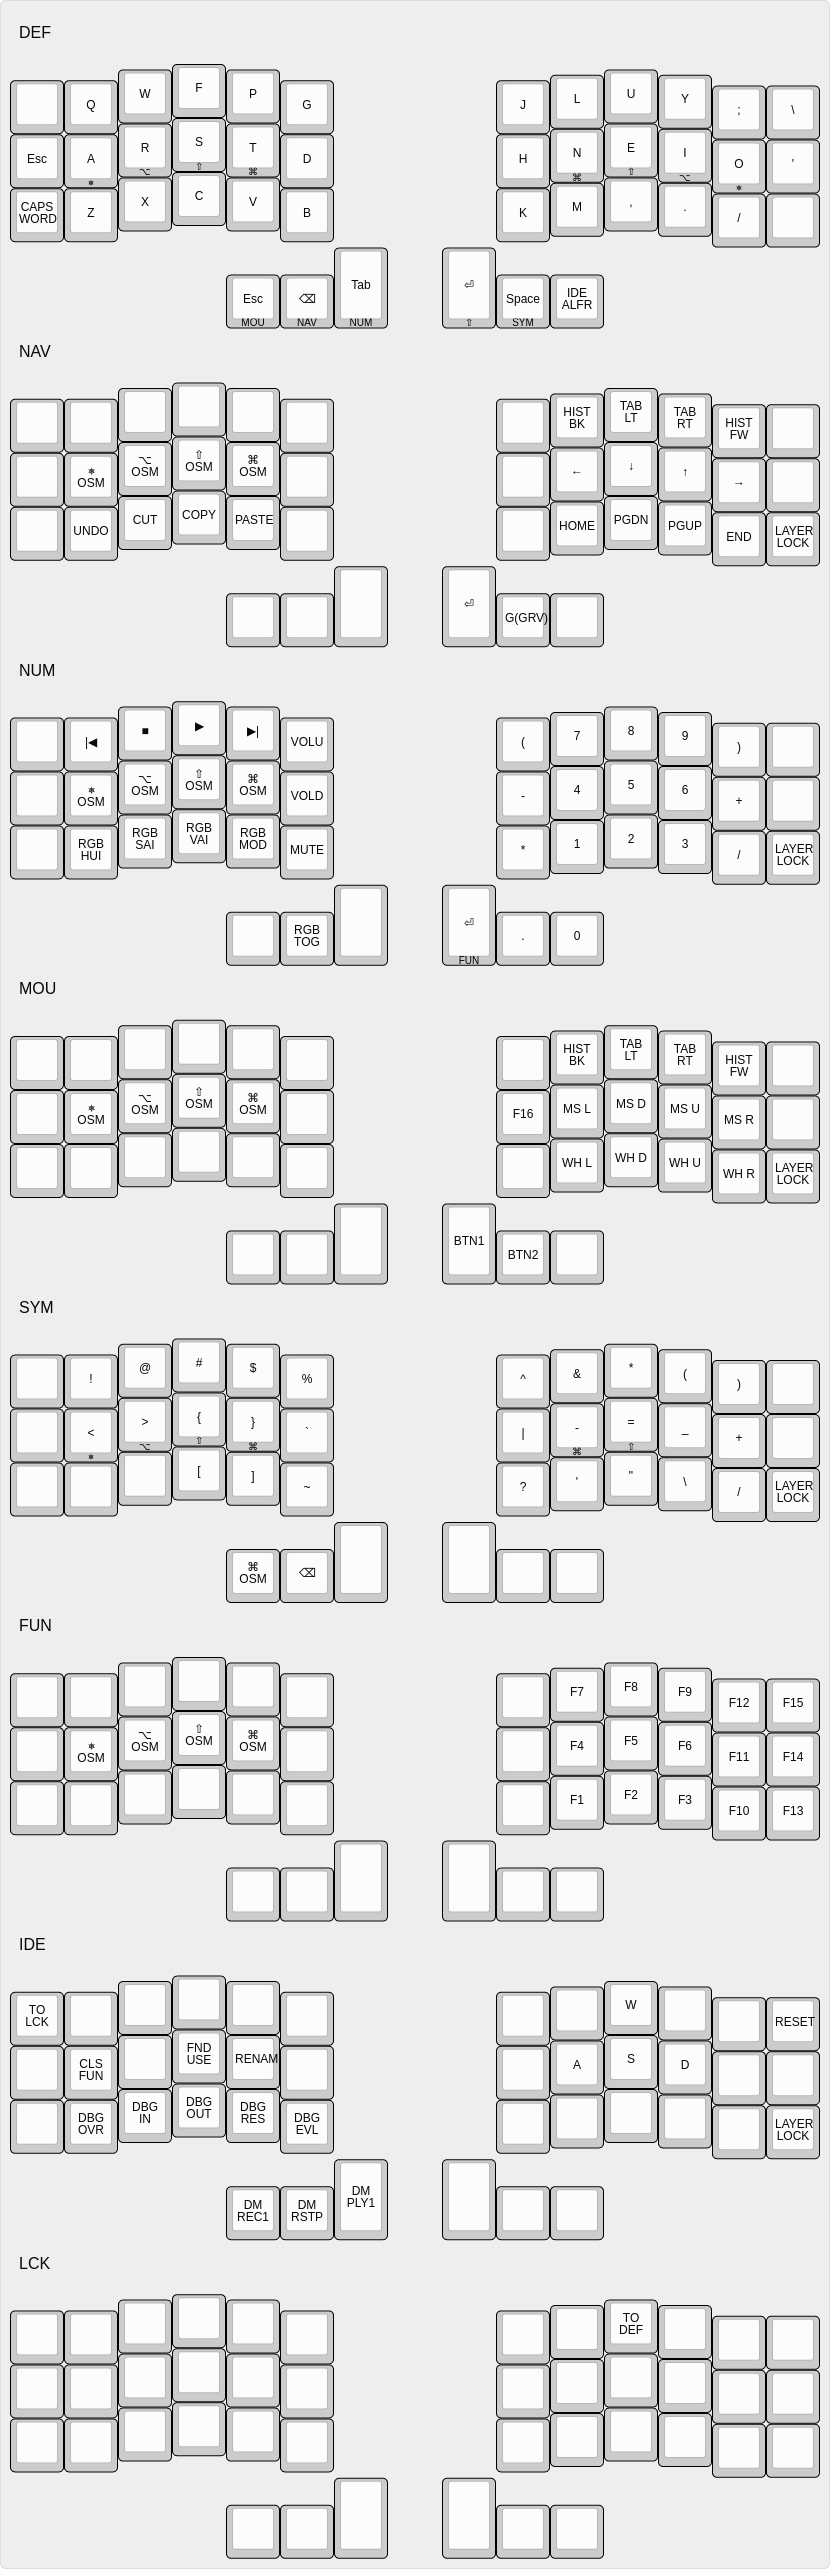 DEF
Q W F P G J L U Y ; \
Esc A R S T D H N E I O '
⎈ ⌥ ⇧ ⌘ ⌘ ⇧ ⌥ ⎈
CAPS
WORD Z X C V B K M , . /
Esc ⌫ Tab ⏎ Space IDE
ALFR
MOU NAV NUM ⇧ SYM
NAV
HIST
BK TAB
LT TAB
RT HIST
FW
⎈
OSM ⌥
OSM ⇧
OSM ⌘
OSM ← ↓ ↑ →
UNDO CUT COPY PASTE HOME PGDN PGUP END LAYER
LOCK
⏎ G(GRV)
NUM
|◀ ■ ▶ ▶| VOLU ( 7 8 9 )
⎈
OSM ⌥
OSM ⇧
OSM ⌘
OSM VOLD - 4 5 6 +
RGB
HUI RGB
SAI RGB
VAI RGB
MOD MUTE * 1 2 3 / LAYER
LOCK
RGB
TOG ⏎ . 0
FUN
MOU
HIST
BK TAB
LT TAB
RT HIST
FW
⎈
OSM ⌥
OSM ⇧
OSM ⌘
OSM F16 MS L MS D MS U MS R
WH L WH D WH U WH R LAYER
LOCK
BTN1 BTN2
SYM
! @ # $ % ^ & * ( )
< > { } ` | - = _ +
⎈ ⌥ ⇧ ⌘ ⌘ ⇧
[ ] ~ ? ' " \ / LAYER
LOCK
⌘
OSM ⌫
FUN
F7 F8 F9 F12 F15
⎈
OSM ⌥
OSM ⇧
OSM ⌘
OSM F4 F5 F6 F11 F14
F1 F2 F3 F10 F13
IDE
TO
LCK W RESET
CLS
FUN FND
USE RENAM A S D
DBG
OVR DBG
IN DBG
OUT DBG
RES DBG
EVL LAYER
LOCK
DM
REC1 DM
RSTP DM
PLY1
LCK
TO
DEF